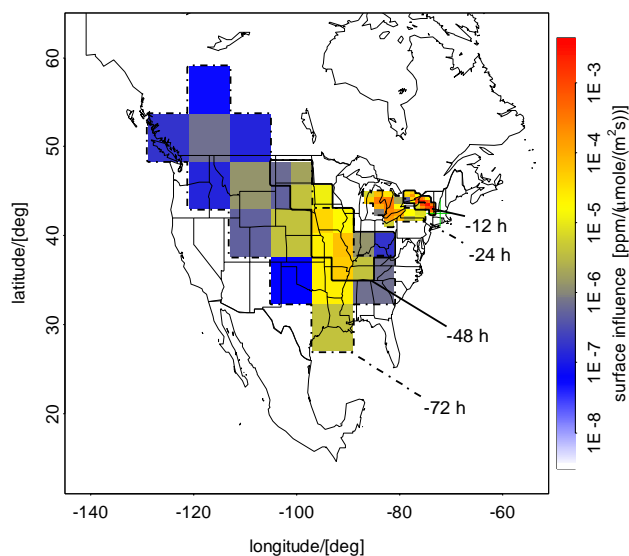 60
50
40
30
20
latitude/[deg]
-140
-120
-100
-80
-60
longitude/[deg]
-12 h
-24 h
-48 h
-72 h
1E-3
1E-4
1E-5
1E-6
1E-7
1E-8
surface influence [ppm/(μmole/(m²s))]